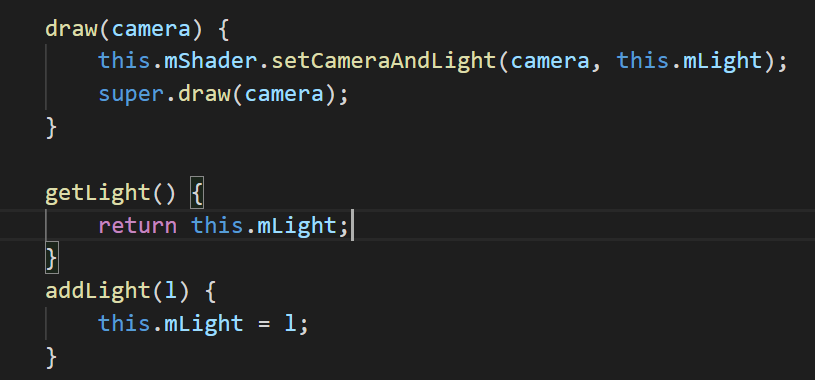 draw(camera) {
    this.mShader.setCameraAndLight(camera, this.mLight);
    super.draw(camera);
}

getLight() {
    return this.mLight;
}
addLight(l) {
    this.mLight = l;
}